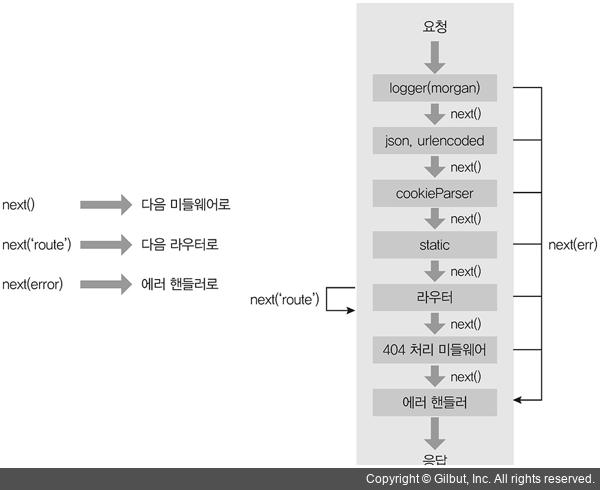 요청
logger(morgan)
next()
json, urlencoded
next()
cookieParser
next()
static
next()
라우터
next()
404 처리 미들웨어
next()
에러 핸들러
응답
next(err)
next(‘route’)
next() 다음 미들웨어로
next(‘route’) 다음 라우터로
next(error) 에러 핸들러로
Copyright © Gilbut, Inc. All rights reserved.